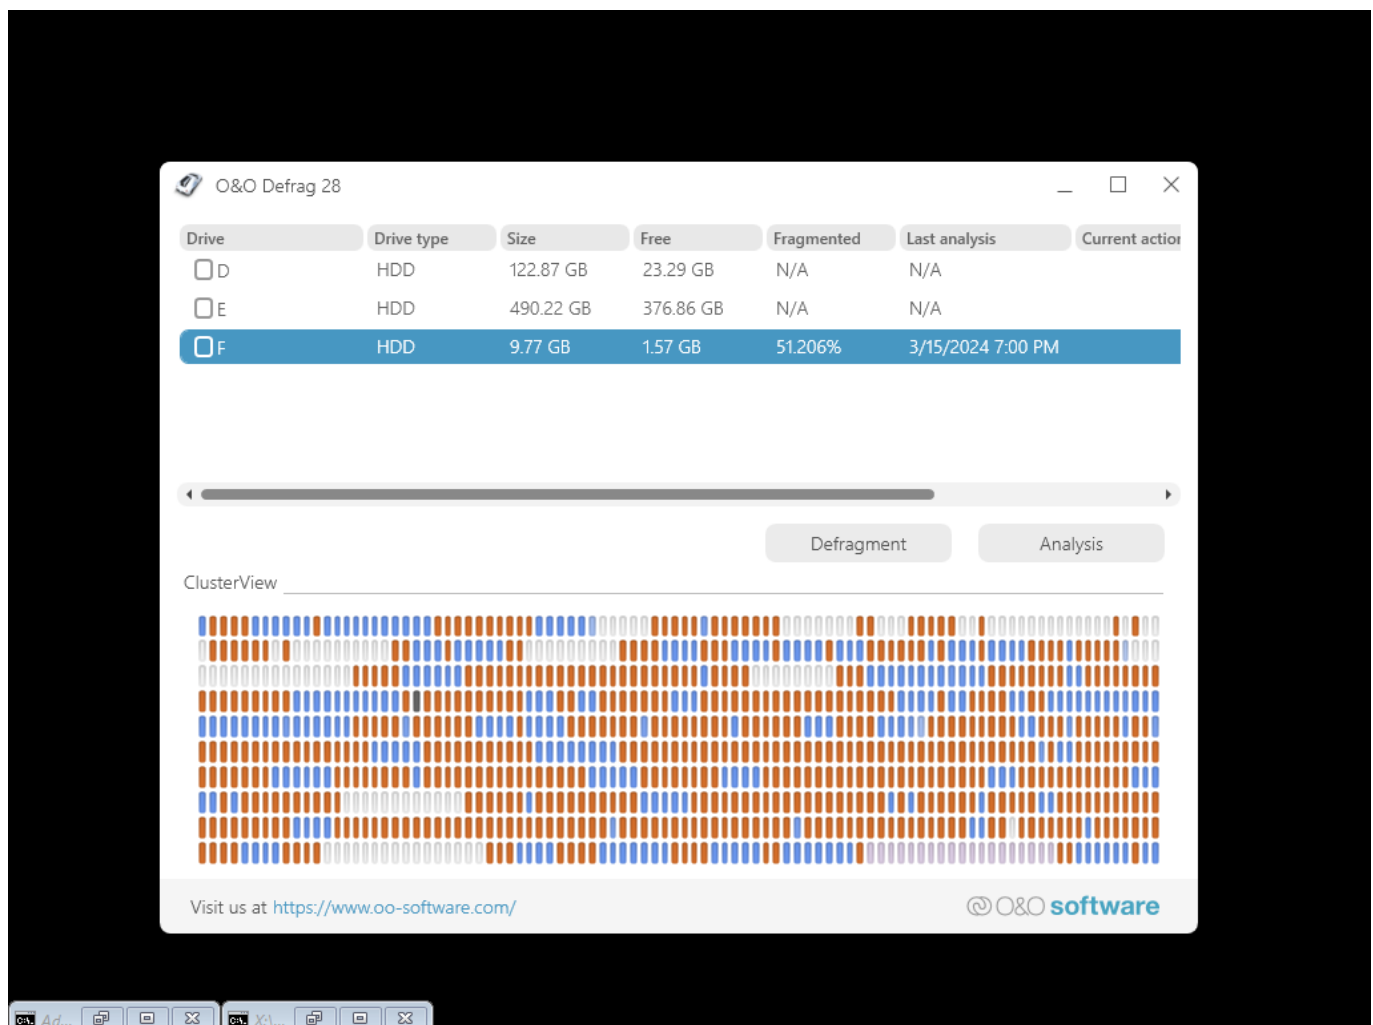 O&O Defrag 28
Drive Drive type Size Free Fragmented Last analysis Current action
D HDD 122.87 GB 23.29 GB N/A N/A
E HDD 490.22 GB 376.86 GB N/A N/A
F HDD 9.77 GB 1.57 GB 51.206% 3/15/2024 7:00 PM
Defragment Analysis
ClusterView
Visit us at https://www.oo-software.com/ O&O software
C:\. Ad... C:\. X:\...